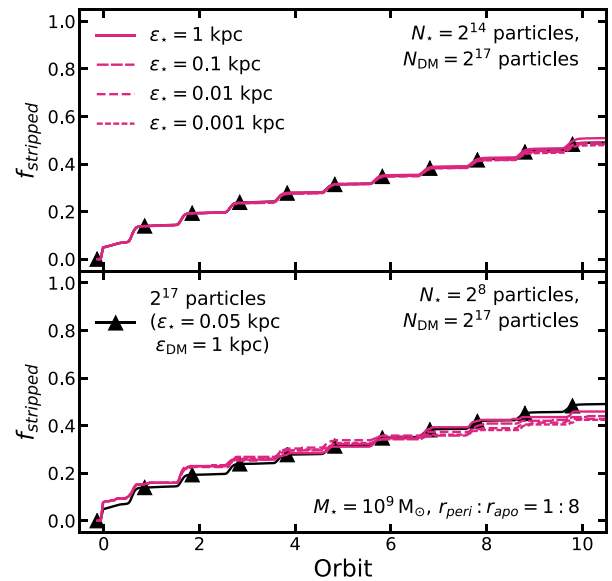 1.0
0.8
0.6
0.4
0.2
0.0
f_stripped
ε⋆ = 1 kpc
ε⋆ = 0.1 kpc
ε⋆ = 0.01 kpc
ε⋆ = 0.001 kpc
N⋆ = 2^14 particles,
N_DM = 2^17 particles
1.0
0.8
0.6
0.4
0.2
0.0
f_stripped
2^17 particles
(ε⋆ = 0.05 kpc
ε_DM = 1 kpc)
N⋆ = 2^8 particles,
N_DM = 2^17 particles
M⋆ = 10^9 M⊙, r_peri : r_apo = 1 : 8
0 2 4 6 8 10
Orbit